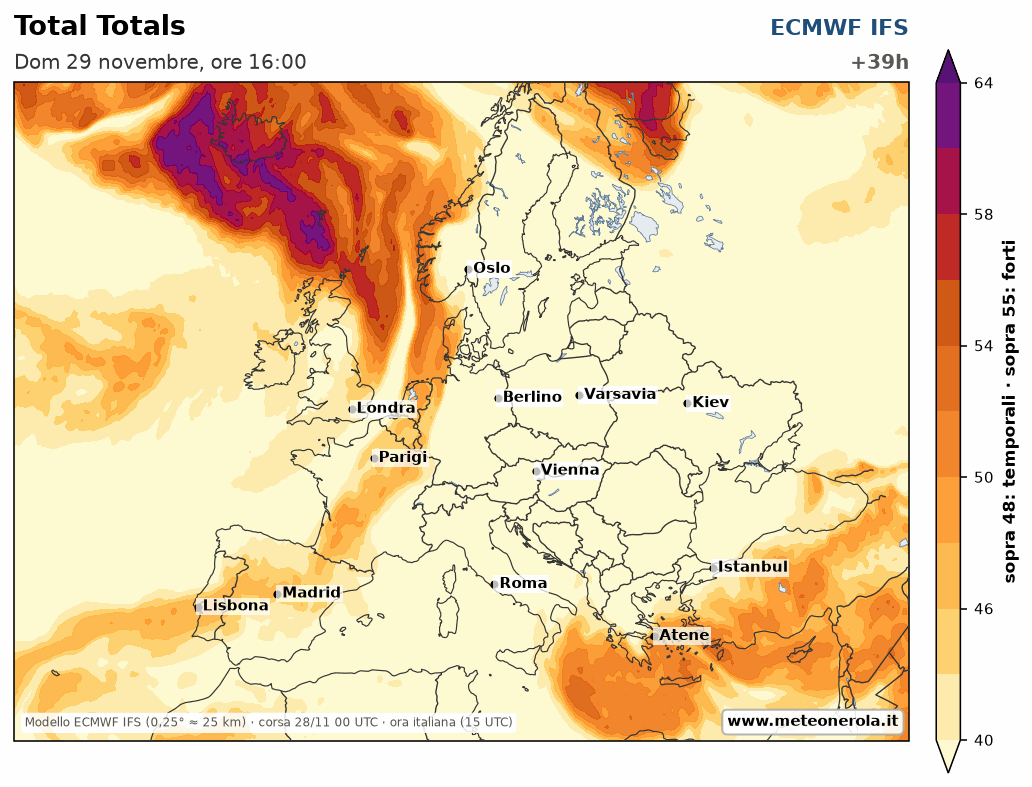 Total Totals
ECMWF IFS
Dom 29 novembre, ore 16:00
+39h
64
58
54
50
46
40
sopra 48: temporali · sopra 55: forti
Oslo
Berlino
Varsavia
Kiev
Londra
Parigi
Vienna
Istanbul
Roma
Madrid
Lisbona
Atene
Modello ECMWF IFS (0,25° ≈ 25 km) · corsa 28/11 00 UTC · ora italiana (15 UTC)
www.meteonerola.it